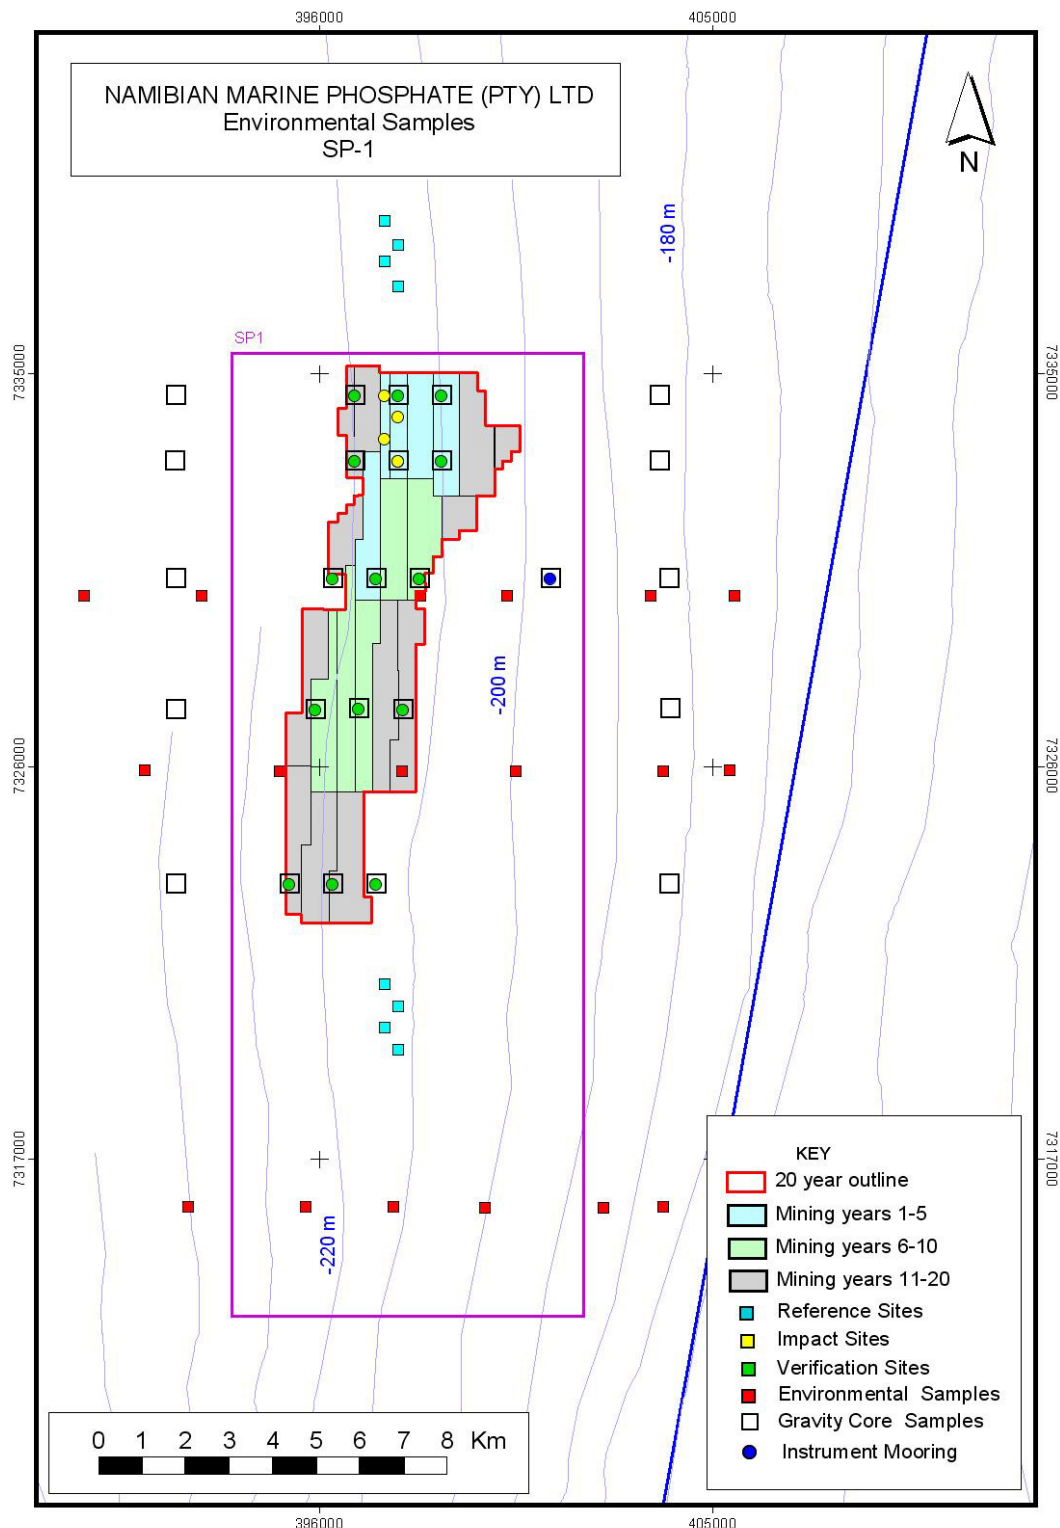 396000
405000
NAMIBIAN MARINE PHOSPHATE (PTY) LTD
Environmental Samples
SP-1
N
-180 m
SP1
7335000
7335000
-200 m
7326000
7326000
7317000
7317000
-220 m
KEY
20 year outline
Mining years 1-5
Mining years 6-10
Mining years 11-20
Reference Sites
Impact Sites
Verification Sites
Environmental Samples
Gravity Core Samples
Instrument Mooring
0 1 2 3 4 5 6 7 8 Km
396000
405000